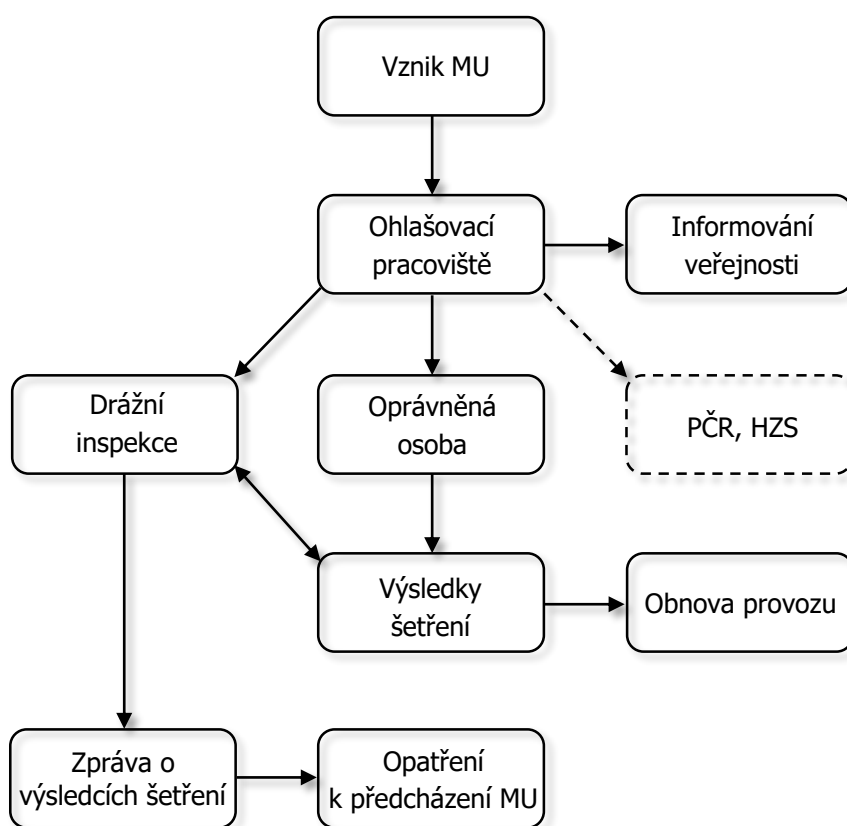 Vznik MU
Ohlašovací
pracoviště
Informování
veřejnosti
Drážní
inspekce
Oprávněná
osoba
PČR, HZS
Výsledky
šetření
Obnova provozu
Zpráva o
výsledcích šetření
Opatření
k předcházení MU